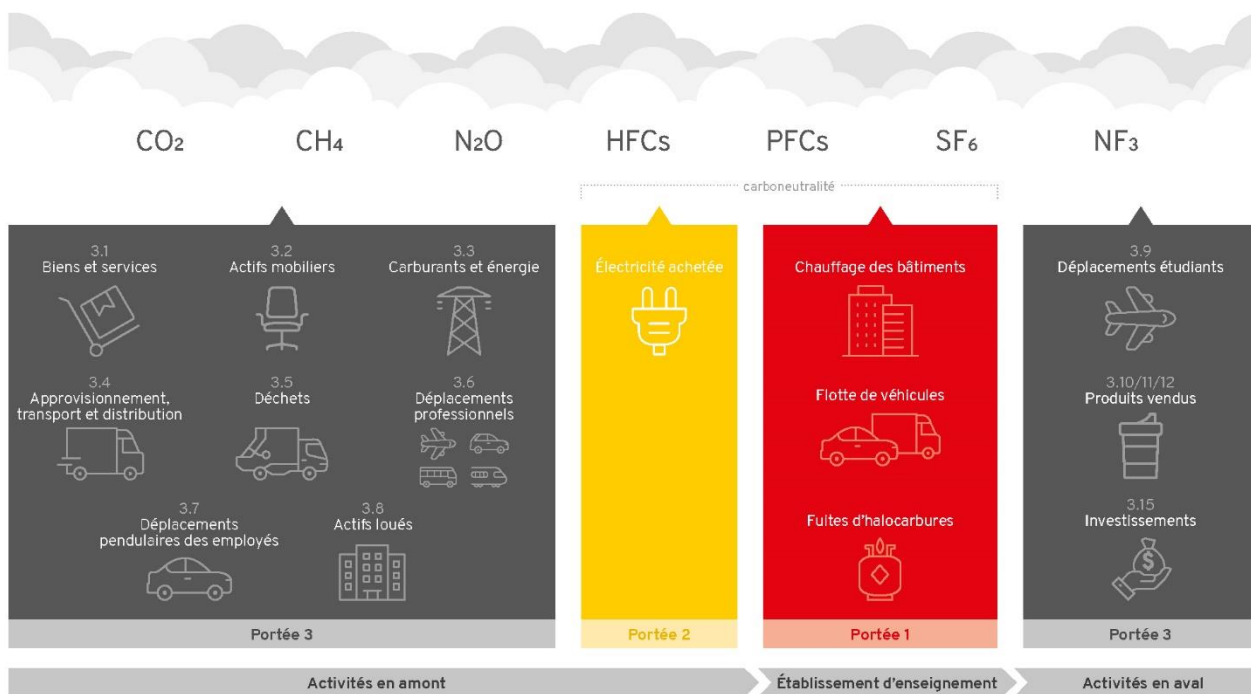 CO₂ CH₄ N₂O HFCs PFCs SF₆ NF₃
carboneutralité
3.1
Biens et services
3.2
Actifs mobiliers
3.3
Carburants et énergie
3.4
Approvisionnement,
transport et distribution
3.5
Déchets
3.6
Déplacements
professionnels
3.7
Déplacements
pendulaires des employés
3.8
Actifs loués
Portée 3
Électricité achetée
Portée 2
Chauffage des bâtiments
Flotte de véhicules
Fuites d'halocarbures
Portée 1
3.9
Déplacements étudiants
3.10/11/12
Produits vendus
3.15
Investissements
$
Portée 3
Activités en amont
Établissement d'enseignement
Activités en aval